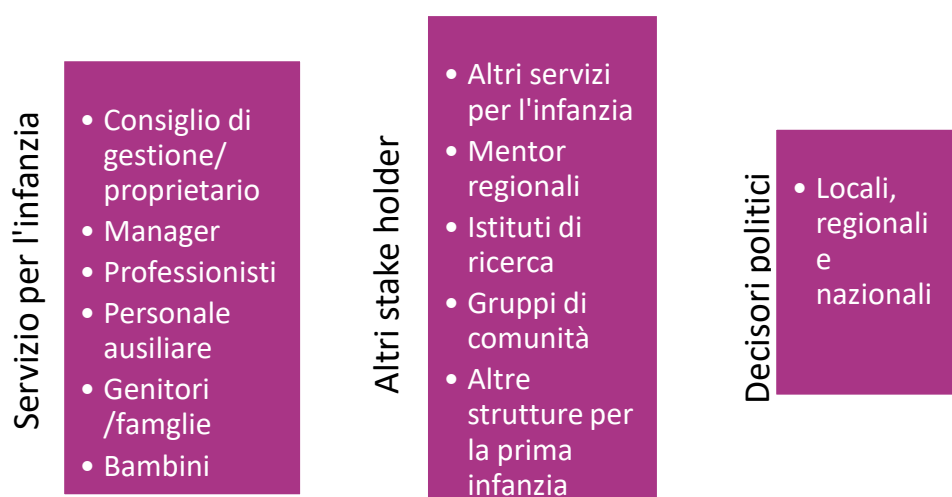 Servizio per l'infanzia
• Consiglio di
gestione/
proprietario
• Manager
• Professionisti
• Personale
ausiliare
• Genitori
/famglie
• Bambini
Altri stake holder
• Altri servizi
per l'infanzia
• Mentor
regionali
• Istituti di
ricerca
• Gruppi di
comunità
• Altre
strutture per
la prima
infanzia
Decisori politici
• Locali,
regionali
e
nazionali